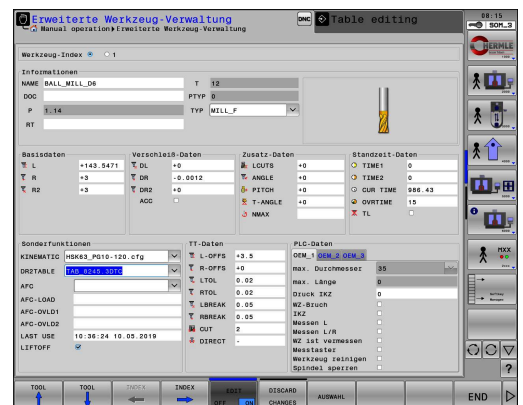 Erweiterte Werkzeug-Verwaltung
Manual operation▸Erweiterte Werkzeug-Verwaltung
DNC
Table editing
08:15
SOM_3
HERMLE
Werkzeug-Index 0 1
Informationen
NAME BALL_MILL_D6 T 12
DOC PTYP 0
P 1.14 TYP MILL_F
RT
Basisdaten
L +143.5471
R +3
R2 +3
Verschleiß-Daten
DL +0
DR -0.0012
DR2 +0
ACC
Zusatz-Daten
LCUTS +0
ANGLE +0
PITCH +0
T-ANGLE +0
NMAX
Standzeit-Daten
TIME1 0
TIME2 0
CUR TIME 986.43
OVRTIME 15
TL
Sonderfunktionen
KINEMATIC HSK63_PG10-120.cfg
DR2TABLE TAB_8245.3DTC
AFC
AFC-LOAD
AFC-OVLD1
AFC-OVLD2
LAST USE 10:36:24 10.05.2019
LIFTOFF
TT-Daten
L-OFFS +3.5
R-OFFS +0
LTOL 0.02
RTOL 0.02
LBREAK 0.05
RBREAK 0.05
CUT 2
DIRECT -
PLC-Daten
OEM_1 OEM_2 OEM_3
max. Durchmesser 35
max. Länge 0
Druck IKZ 0
WZ-Bruch
IKZ
Messen L
Messen L/R
WZ ist vermessen
Messtaster
Werkzeug reinigen
Spindel sperren
MXX
?
TOOL
TOOL
INDEX
INDEX
EDIT
OFF ON
DISCARD
CHANGES
AUSWAHL
END